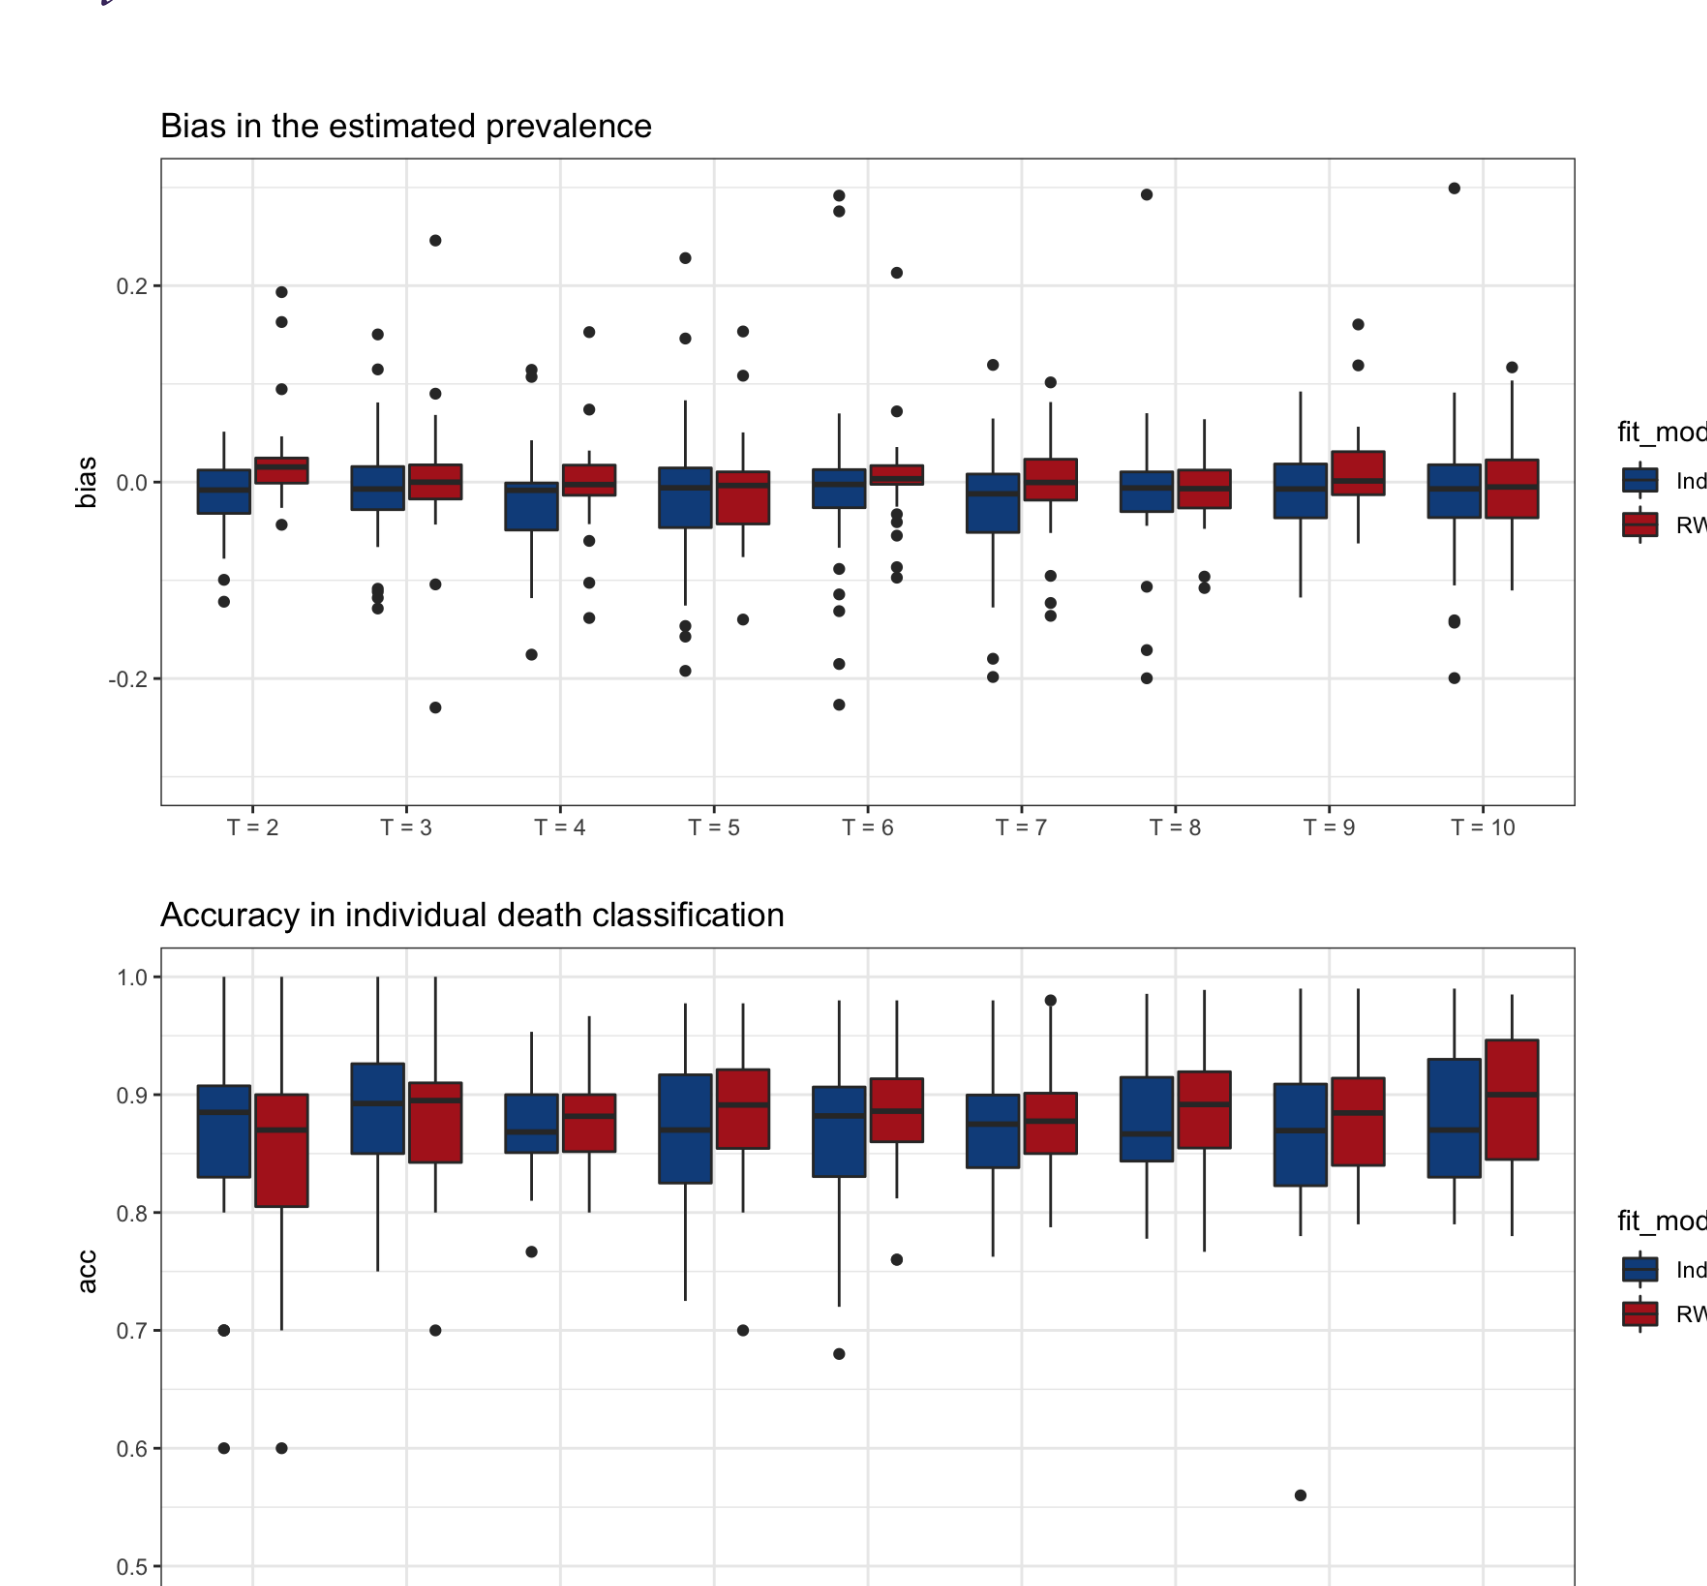 Bias in the estimated prevalence
0.2
0.0
-0.2
bias
T = 2 T = 3 T = 4 T = 5 T = 6 T = 7 T = 8 T = 9 T = 10
fit_mod
Ind
RW
Accuracy in individual death classification
1.0
0.9
0.8
0.7
0.6
0.5
acc
fit_mod
Ind
RW